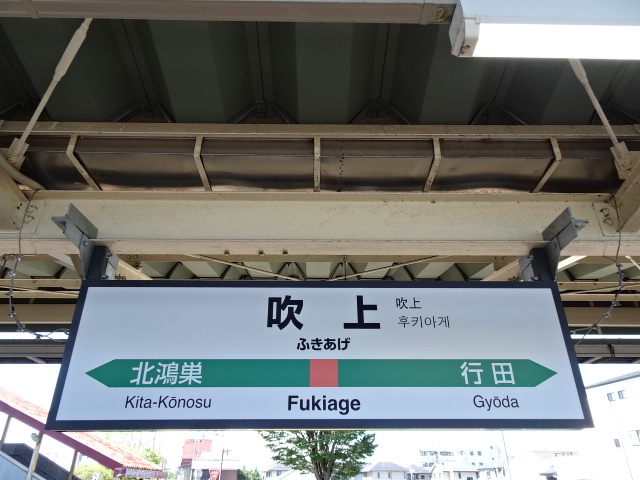 吹上
吹上
후키아게
ふきあげ
北鴻巣 行田
Kita-Kōnosu Fukiage Gyōda